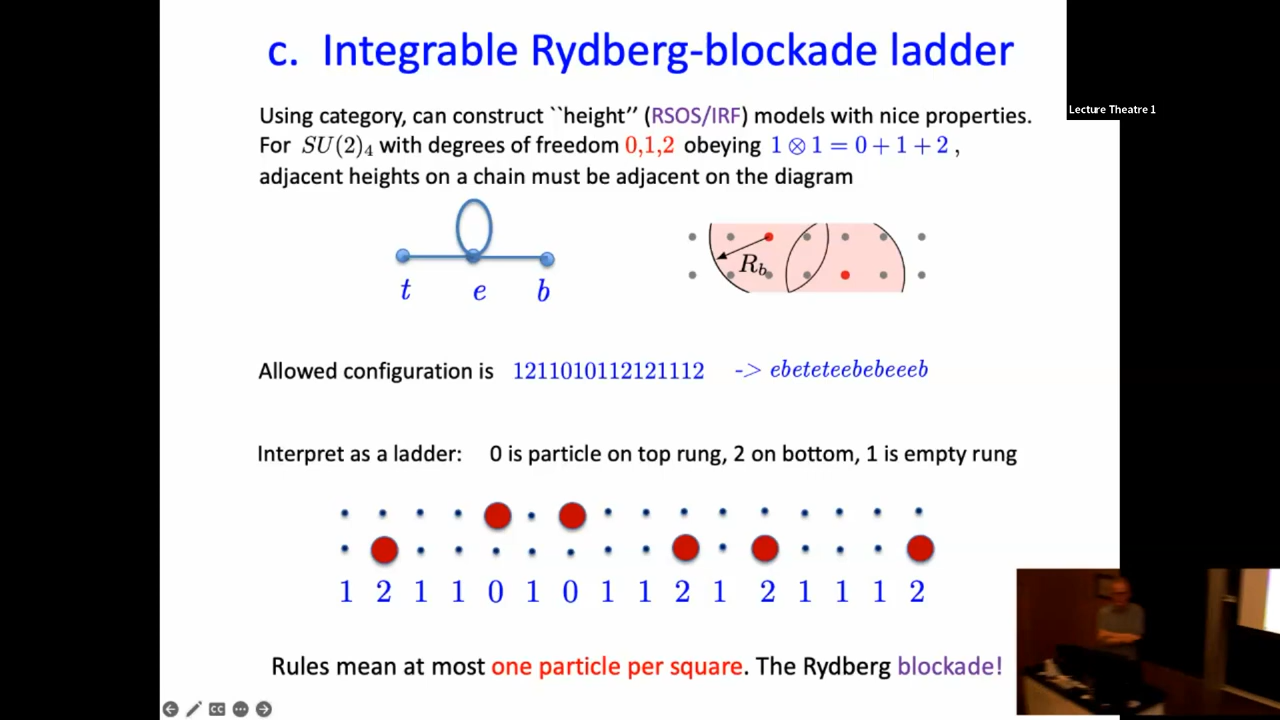 c. Integrable Rydberg-blockade ladder
Lecture Theatre 1
Using category, can construct ``height'' (RSOS/IRF) models with nice properties.
For SU(2)₄ with degrees of freedom 0,1,2 obeying 1 ⊗ 1 = 0 + 1 + 2 ,
adjacent heights on a chain must be adjacent on the diagram
R_b
t e b
Allowed configuration is 1211010112121112 -> ebeteteebebeeeb
Interpret as a ladder: 0 is particle on top rung, 2 on bottom, 1 is empty rung
1 2 1 1 0 1 0 1 1 2 1 2 1 1 1 2
Rules mean at most one particle per square. The Rydberg blockade!
CC